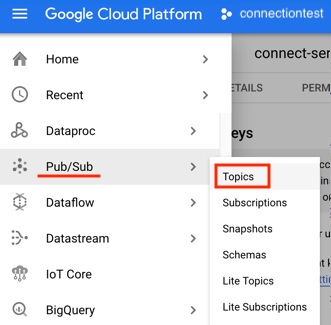 Google Cloud Platform
connectiontest
Home
Recent
Dataproc
Pub/Sub
Dataflow
Datastream
IoT Core
BigQuery
connect-ser
ETAILS
PERM
eys
Topics
Subscriptions
Snapshots
Schemas
Lite Topics
Lite Subscriptions